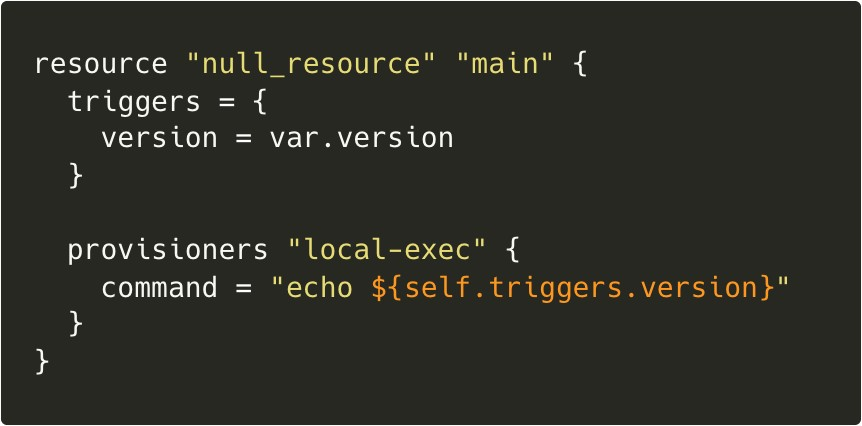 resource "null_resource" "main" {
  triggers = {
    version = var.version
  }

  provisioners "local-exec" {
    command = "echo ${self.triggers.version}"
  }
}